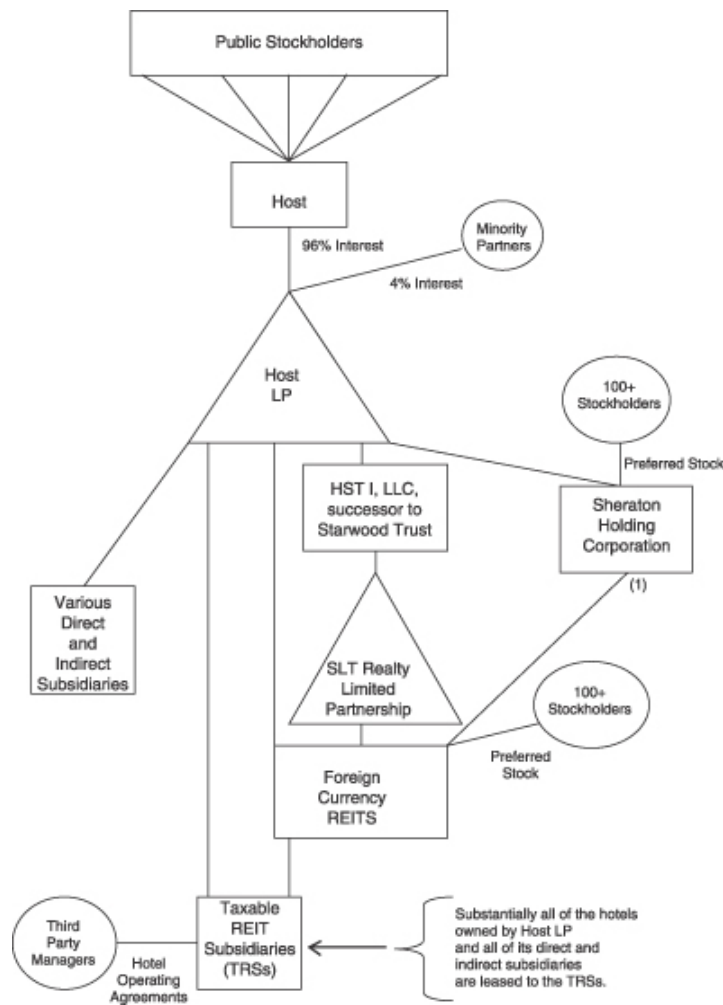 Public Stockholders
Host
96% Interest
Minority
Partners
4% Interest
Host
LP
100+
Stockholders
Preferred Stock
HST I, LLC,
successor to
Starwood Trust
Sheraton
Holding
Corporation
(1)
Various
Direct
and
Indirect
Subsidiaries
SLT Realty
Limited
Partnership
100+
Stockholders
Preferred
Stock
Foreign
Currency
REITS
Third
Party
Managers
Hotel
Operating
Agreements
Taxable
REIT
Subsidiaries
(TRSs)
Substantially all of the hotels
owned by Host LP
and all of its direct and
indirect subsidiaries
are leased to the TRSs.